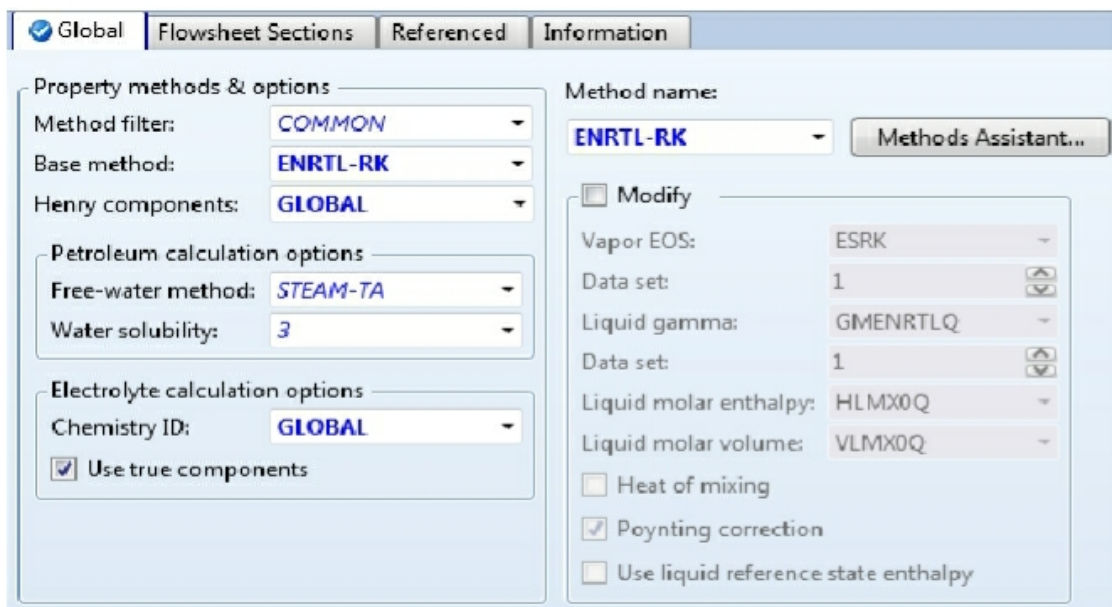 Global Flowsheet Sections Referenced Information
Property methods & options
Method filter: COMMON
Base method: ENRTL-RK
Henry components: GLOBAL
Petroleum calculation options
Free-water method: STEAM-TA
Water solubility: 3
Electrolyte calculation options
Chemistry ID: GLOBAL
Use true components
Method name:
ENRTL-RK Methods Assistant...
Modify
Vapor EOS: ESRK
Data set: 1
Liquid gamma: GMENRTLQ
Data set: 1
Liquid molar enthalpy: HLMX0Q
Liquid molar volume: VLMX0Q
Heat of mixing
Poynting correction
Use liquid reference state enthalpy